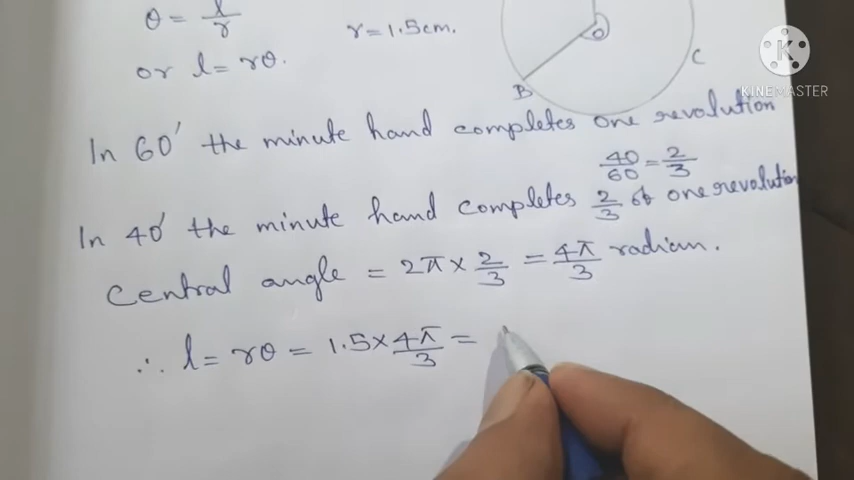 θ = l/r
r = 1.5 cm.
or l = rθ.
O
B
C
K
KINEMASTER
In 60' the minute hand completes one revolution
40/60 = 2/3
In 40' the minute hand completes 2/3 of one revolution
Central angle = 2π × 2/3 = 4π/3 radian.
∴ l = rθ = 1.5 × 4π/3 =